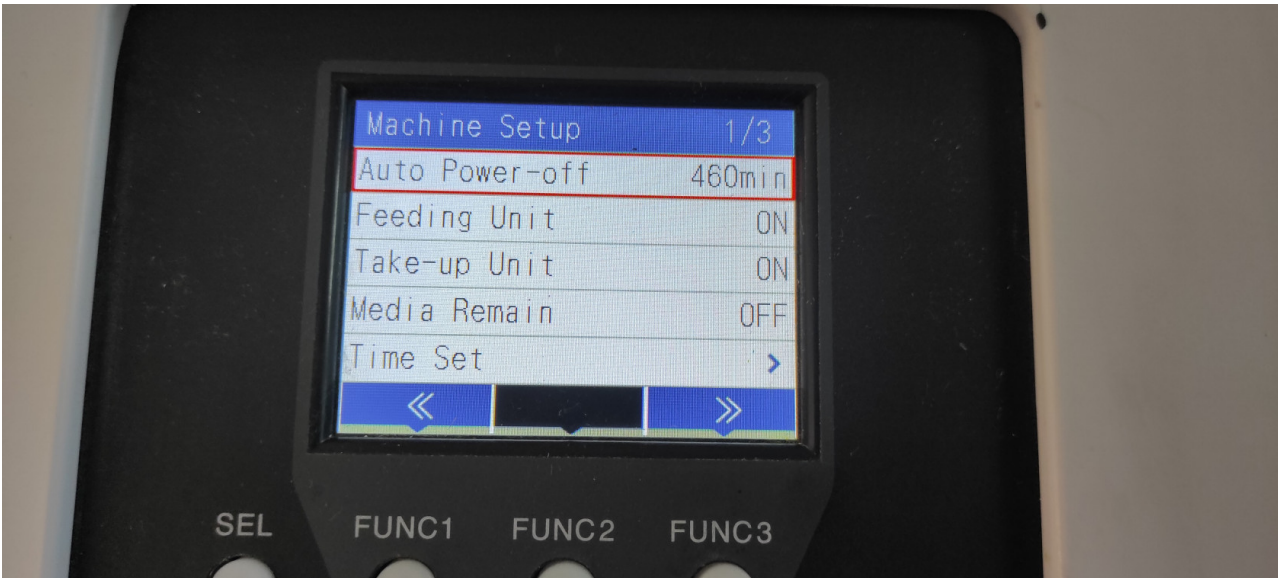 Machine Setup 1/3
Auto Power-off 460min
Feeding Unit ON
Take-up Unit ON
Media Remain OFF
Time Set >
« »
SEL FUNC1 FUNC2 FUNC3